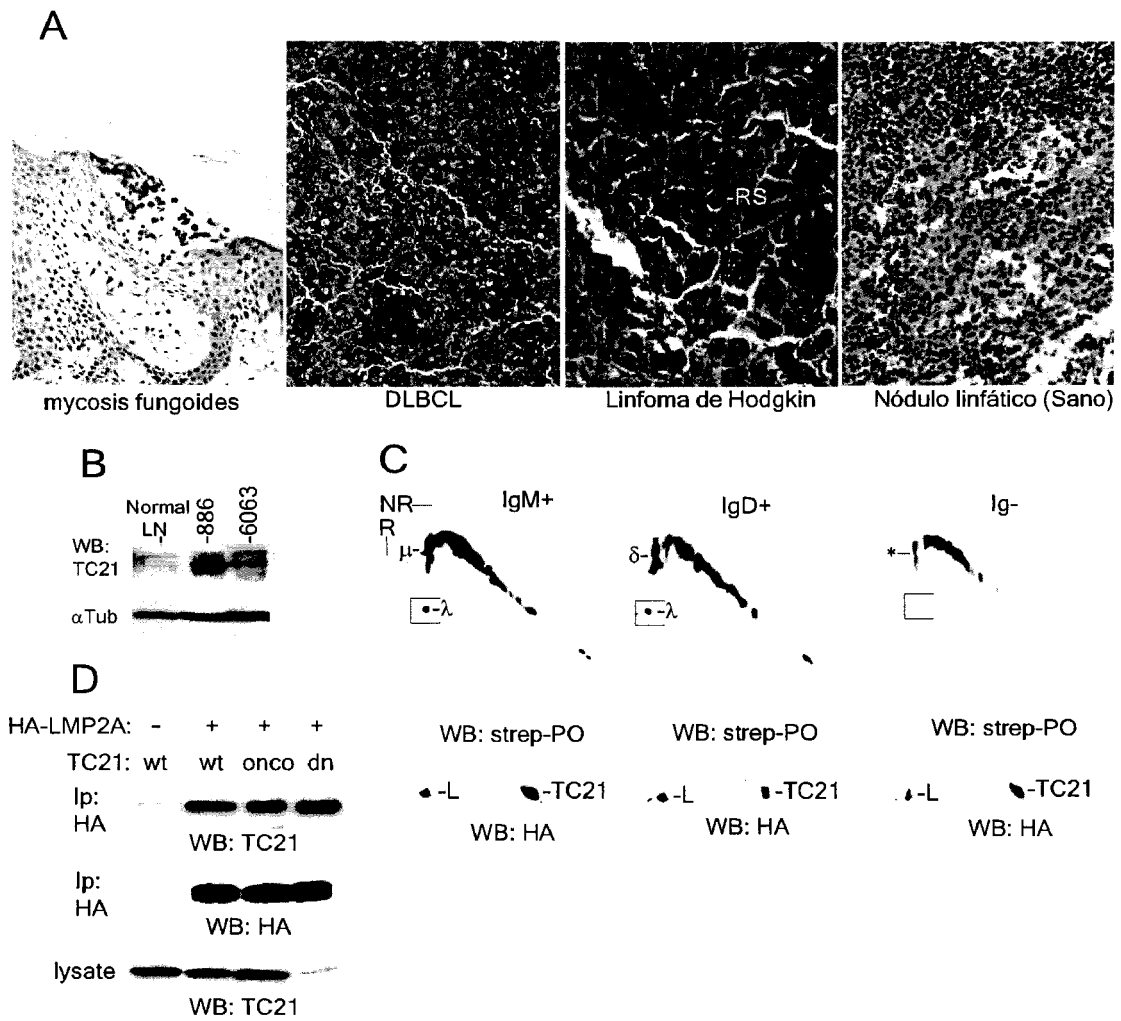 A
RS
mycosis fungoides
DLBCL
Linfoma de Hodgkin
Nódulo linfático (Sano)
B
Normal
LN
-886
-6063
WB:
TC21
αTub
C
NR
R
IgM+
IgD+
Ig-
μ-
δ-
*-
-λ
-λ
WB: strep-PO
WB: strep-PO
WB: strep-PO
-L
-TC21
-L
-TC21
-L
-TC21
WB: HA
WB: HA
WB: HA
D
HA-LMP2A: - + + +
TC21: wt wt onco dn
Ip:
HA
WB: TC21
Ip:
HA
WB: HA
lysate
WB: TC21